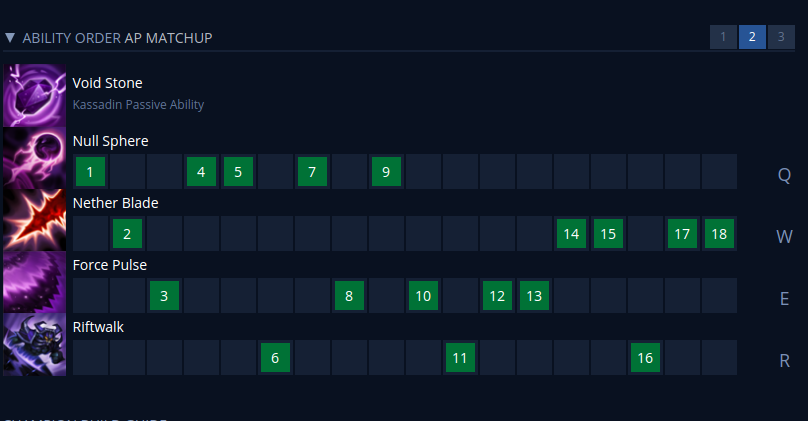 ▼ ABILITY ORDER AP MATCHUP 1 2 3
Void Stone
Kassadin Passive Ability
Null Sphere
1 4 5 7 9 Q
Nether Blade
2 14 15 17 18 W
Force Pulse
3 8 10 12 13 E
Riftwalk
6 11 16 R